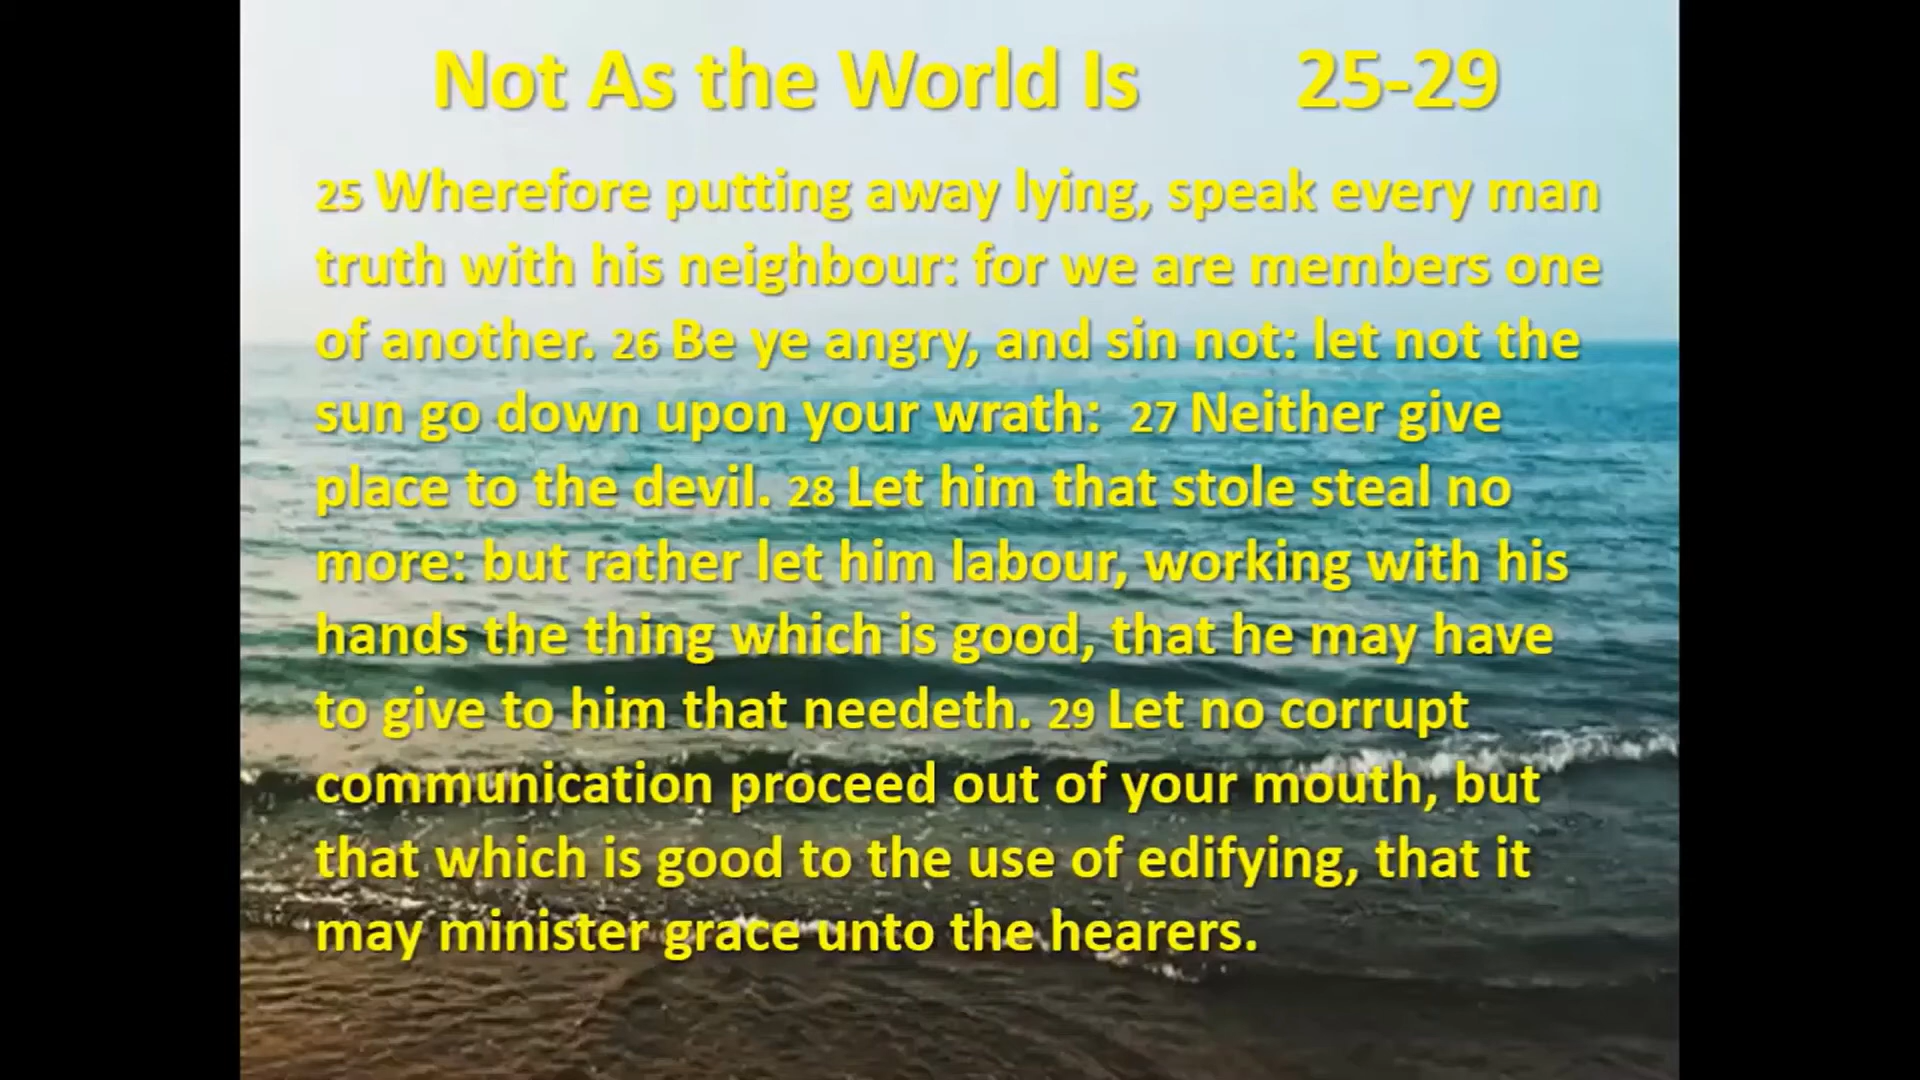 Not As the World Is 25-29
25 Wherefore putting away lying, speak every man
truth with his neighbour: for we are members one
of another. 26 Be ye angry, and sin not: let not the
sun go down upon your wrath: 27 Neither give
place to the devil. 28 Let him that stole steal no
more: but rather let him labour, working with his
hands the thing which is good, that he may have
to give to him that needeth. 29 Let no corrupt
communication proceed out of your mouth, but
that which is good to the use of edifying, that it
may minister grace unto the hearers.